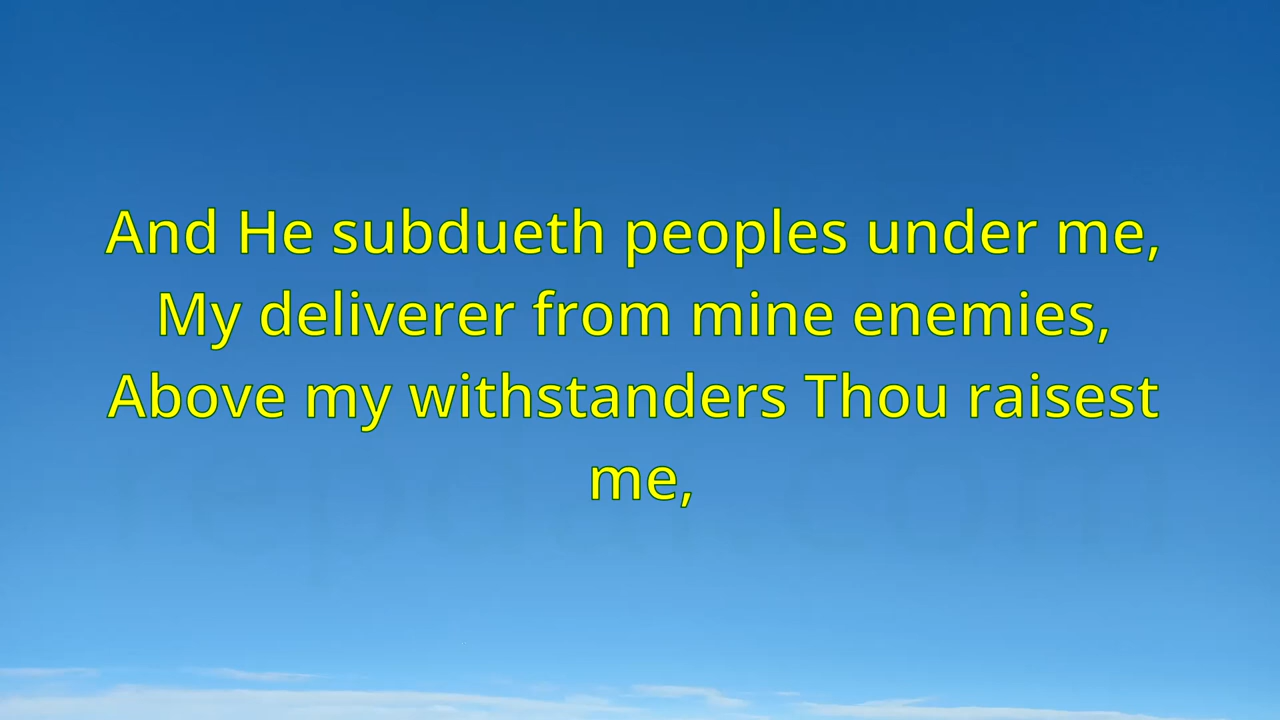 And He subdueth peoples under me,
My deliverer from mine enemies,
Above my withstanders Thou raisest
me,